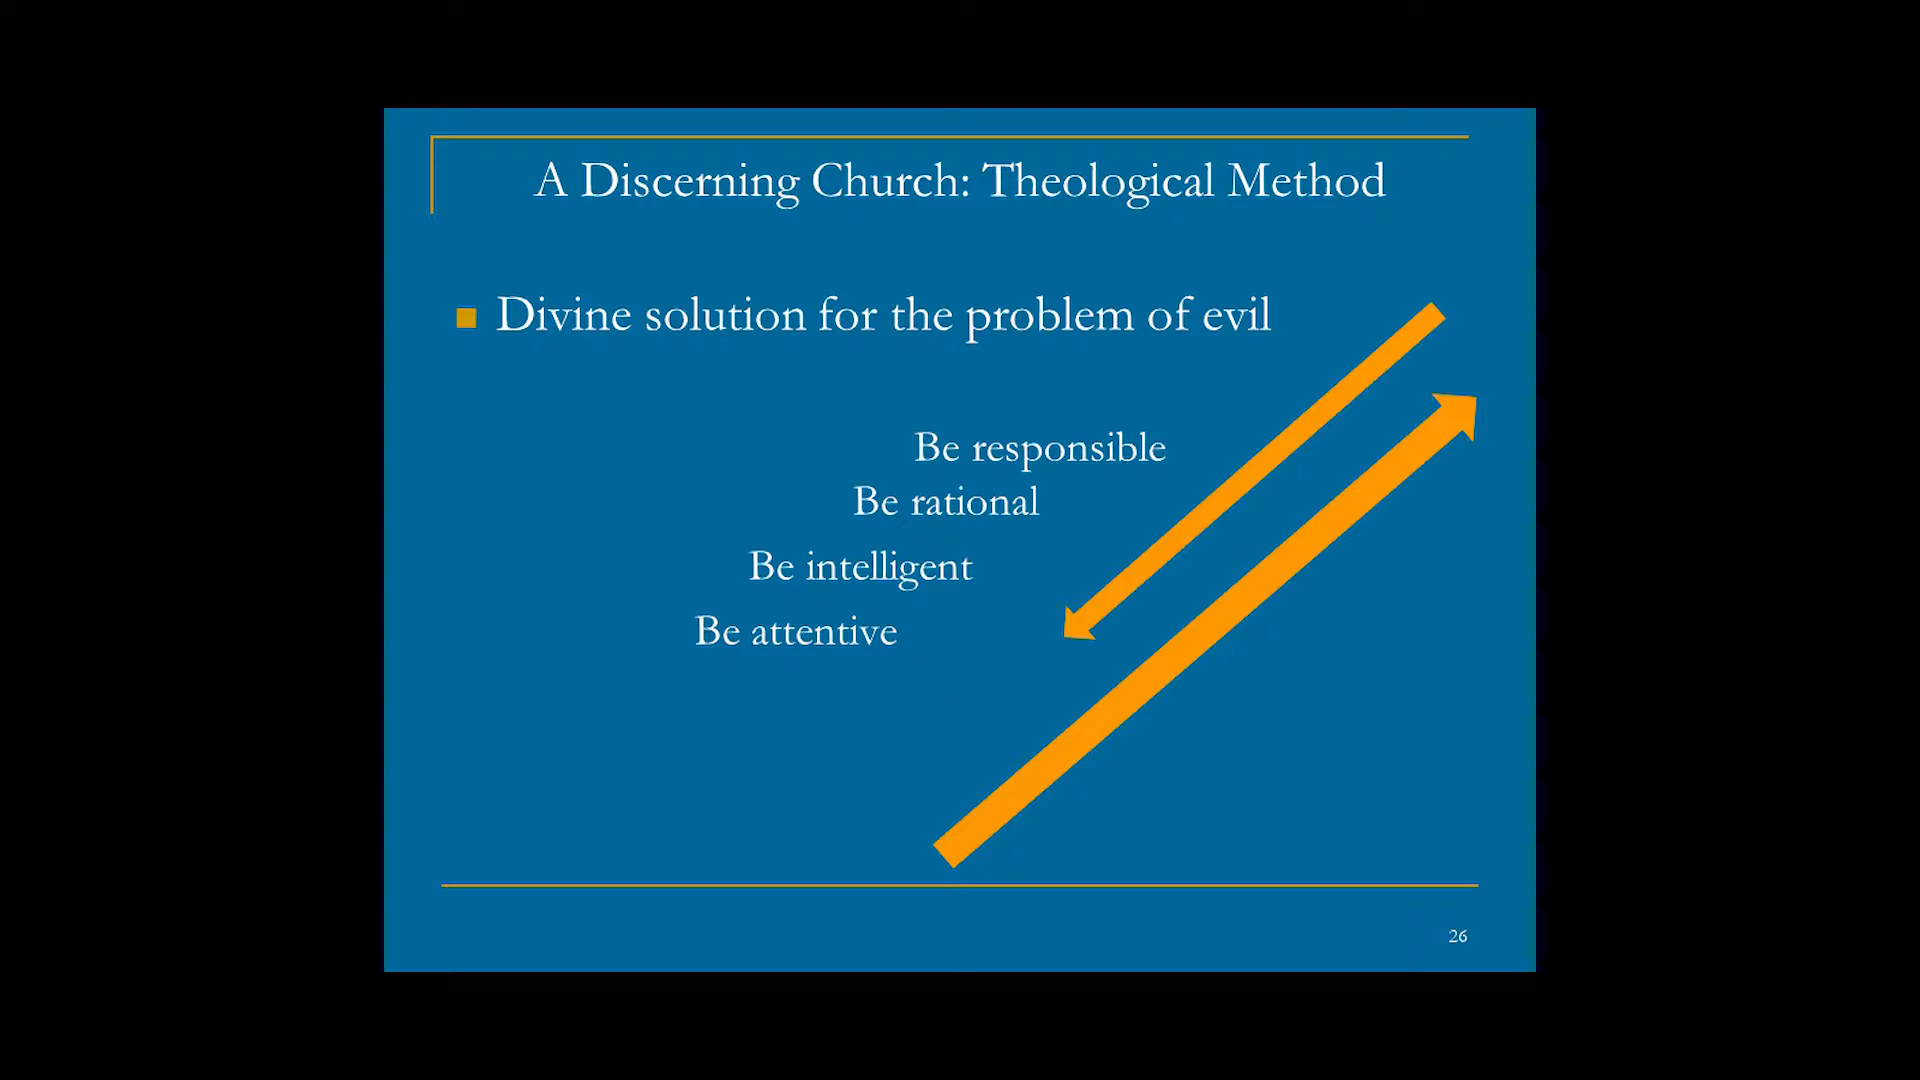 A Discerning Church: Theological Method
Divine solution for the problem of evil
Be responsible
Be rational
Be intelligent
Be attentive
26